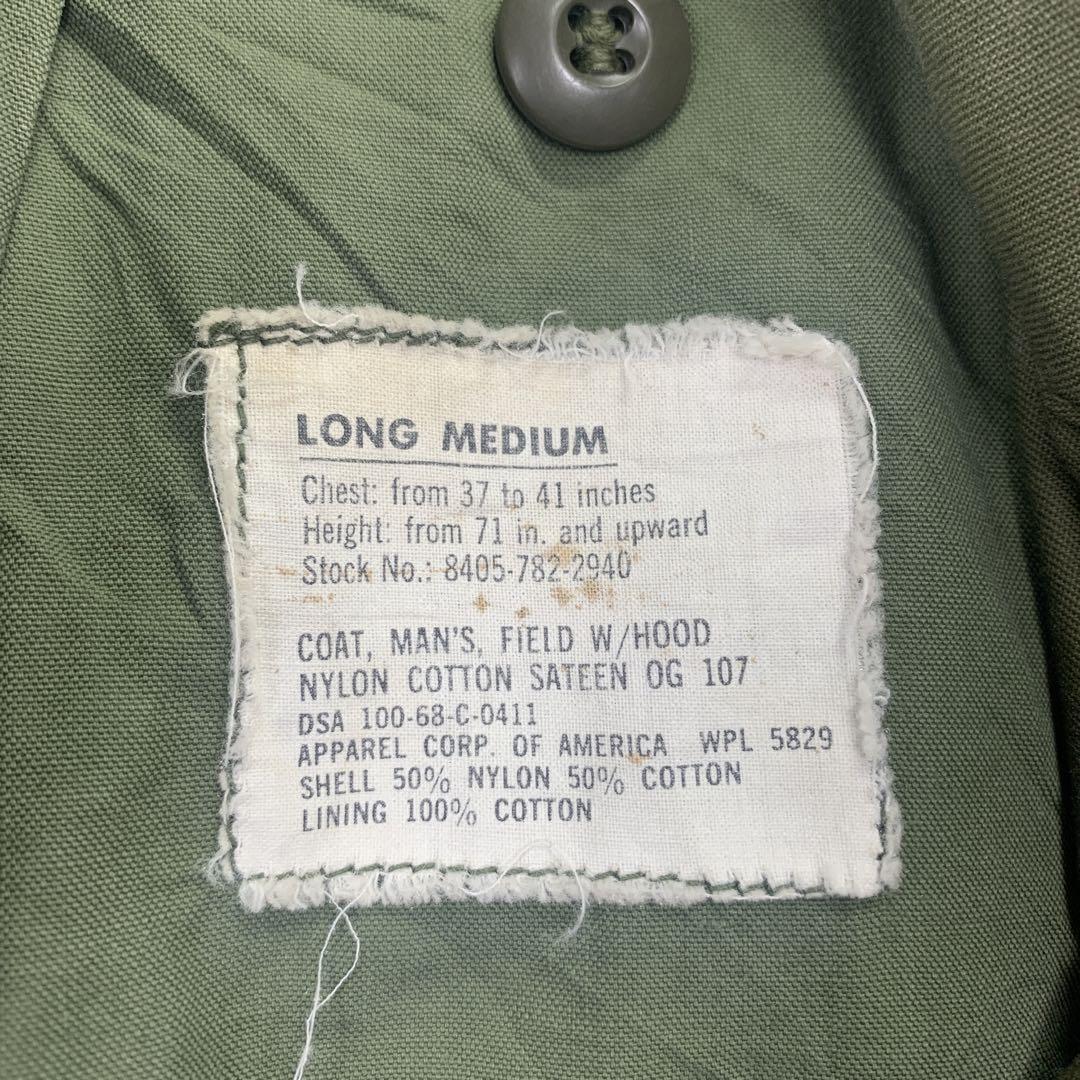 LONG MEDIUM
Chest: from 37 to 41 inches
Height: from 71 in. and upward
Stock No.: 8405-782-2940
COAT, MAN'S, FIELD W/HOOD
NYLON COTTON SATEEN OG 107
DSA 100-68-C-0411
APPAREL CORP. OF AMERICA WPL 5829
SHELL 50% NYLON 50% COTTON
LINING 100% COTTON